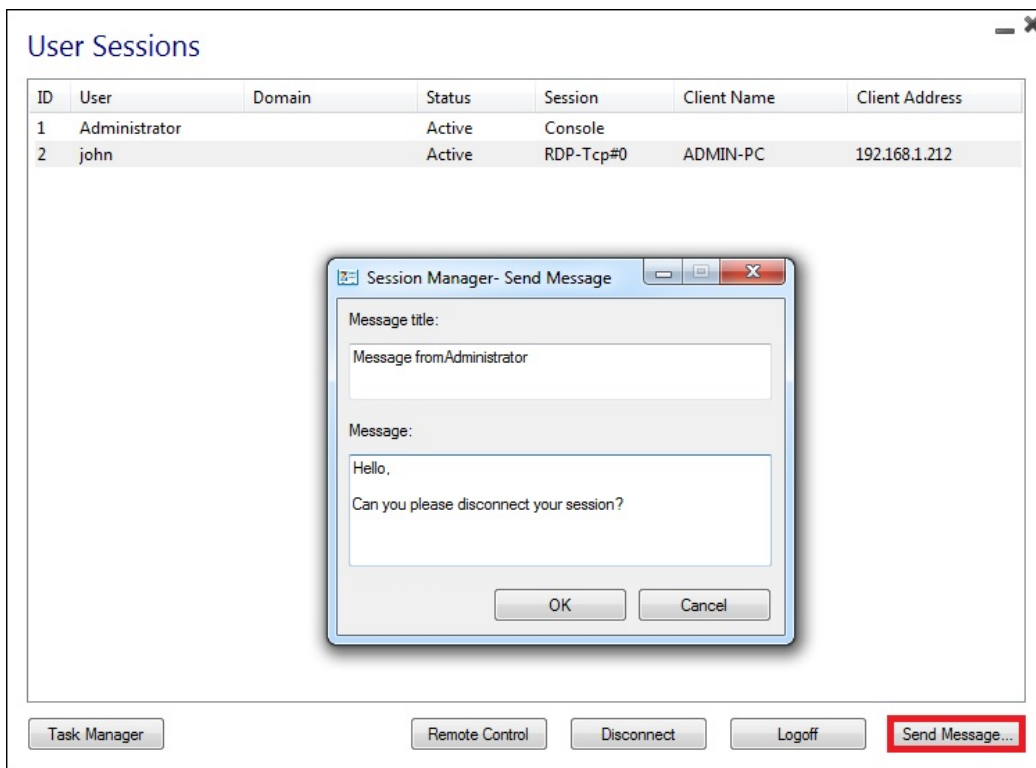 User Sessions
ID User Domain Status Session Client Name Client Address
1 Administrator Active Console
2 john Active RDP-Tcp#0 ADMIN-PC 192.168.1.212
Session Manager- Send Message
Message title:
Message fromAdministrator
Message:
Hello,
Can you please disconnect your session?
OK Cancel
Task Manager Remote Control Disconnect Logoff Send Message...